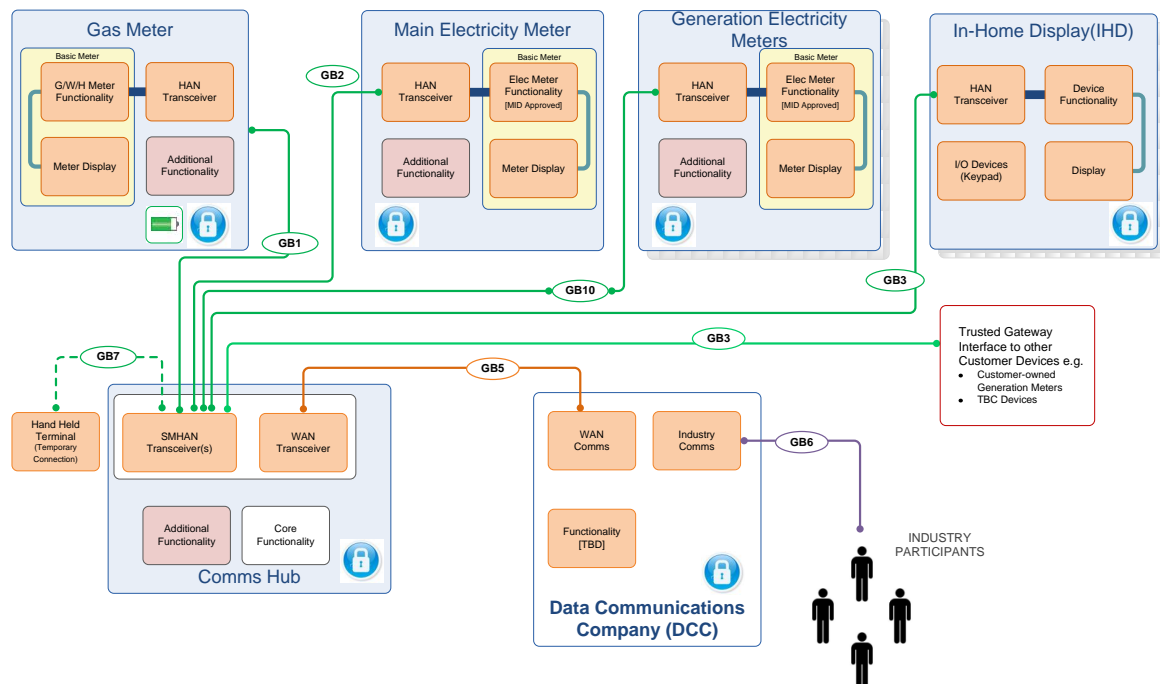 Gas Meter
Basic Meter
G/W/H Meter
Functionality
HAN
Transceiver
Meter Display
Additional
Functionality
GB1
Main Electricity Meter
GB2
Basic Meter
HAN
Transceiver
Elec Meter
Functionality
[MID Approved]
Additional
Functionality
Meter Display
Generation Electricity
Meters
Basic Meter
HAN
Transceiver
Elec Meter
Functionality
[MID Approved]
Additional
Functionality
Meter Display
GB10
In-Home Display(IHD)
HAN
Transceiver
Device
Functionality
I/O Devices
(Keypad)
Display
GB3
GB3
Trusted Gateway
Interface to other
Customer Devices e.g.
● Customer-owned
Generation Meters
● TBC Devices
GB7
GB5
Hand Held
Terminal
(Temporary
Connection)
SMHAN
Transceiver(s)
WAN
Transceiver
Additional
Functionality
Core
Functionality
Comms Hub
WAN
Comms
Industry
Comms
GB6
Functionality
[TBD]
Data Communications
Company (DCC)
INDUSTRY
PARTICIPANTS